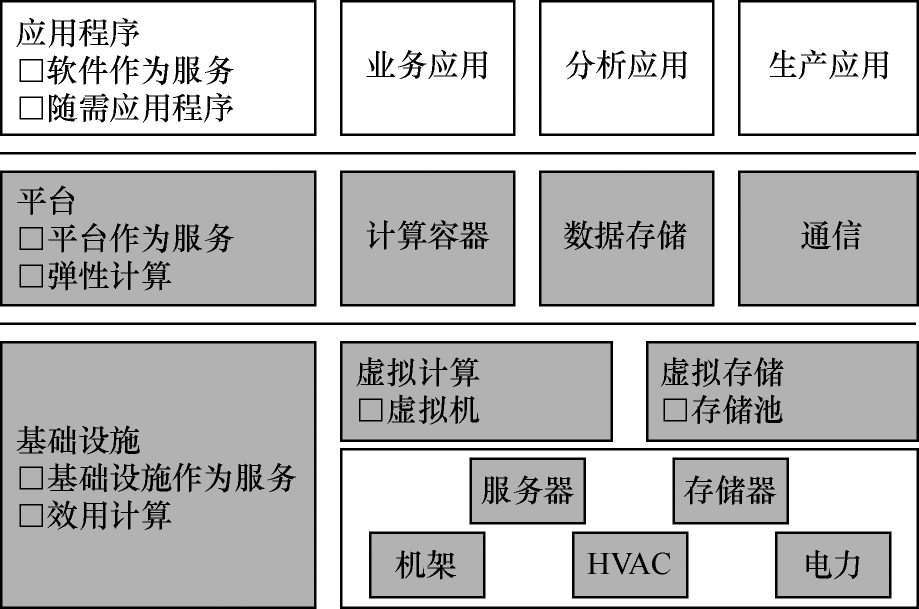 应用程序
□软件作为服务
□随需应用程序
业务应用
分析应用
生产应用
平台
□平台作为服务
□弹性计算
计算容器
数据存储
通信
基础设施
□基础设施作为服务
□效用计算
虚拟计算
□虚拟机
虚拟存储
□存储池
服务器
存储器
机架
HVAC
电力